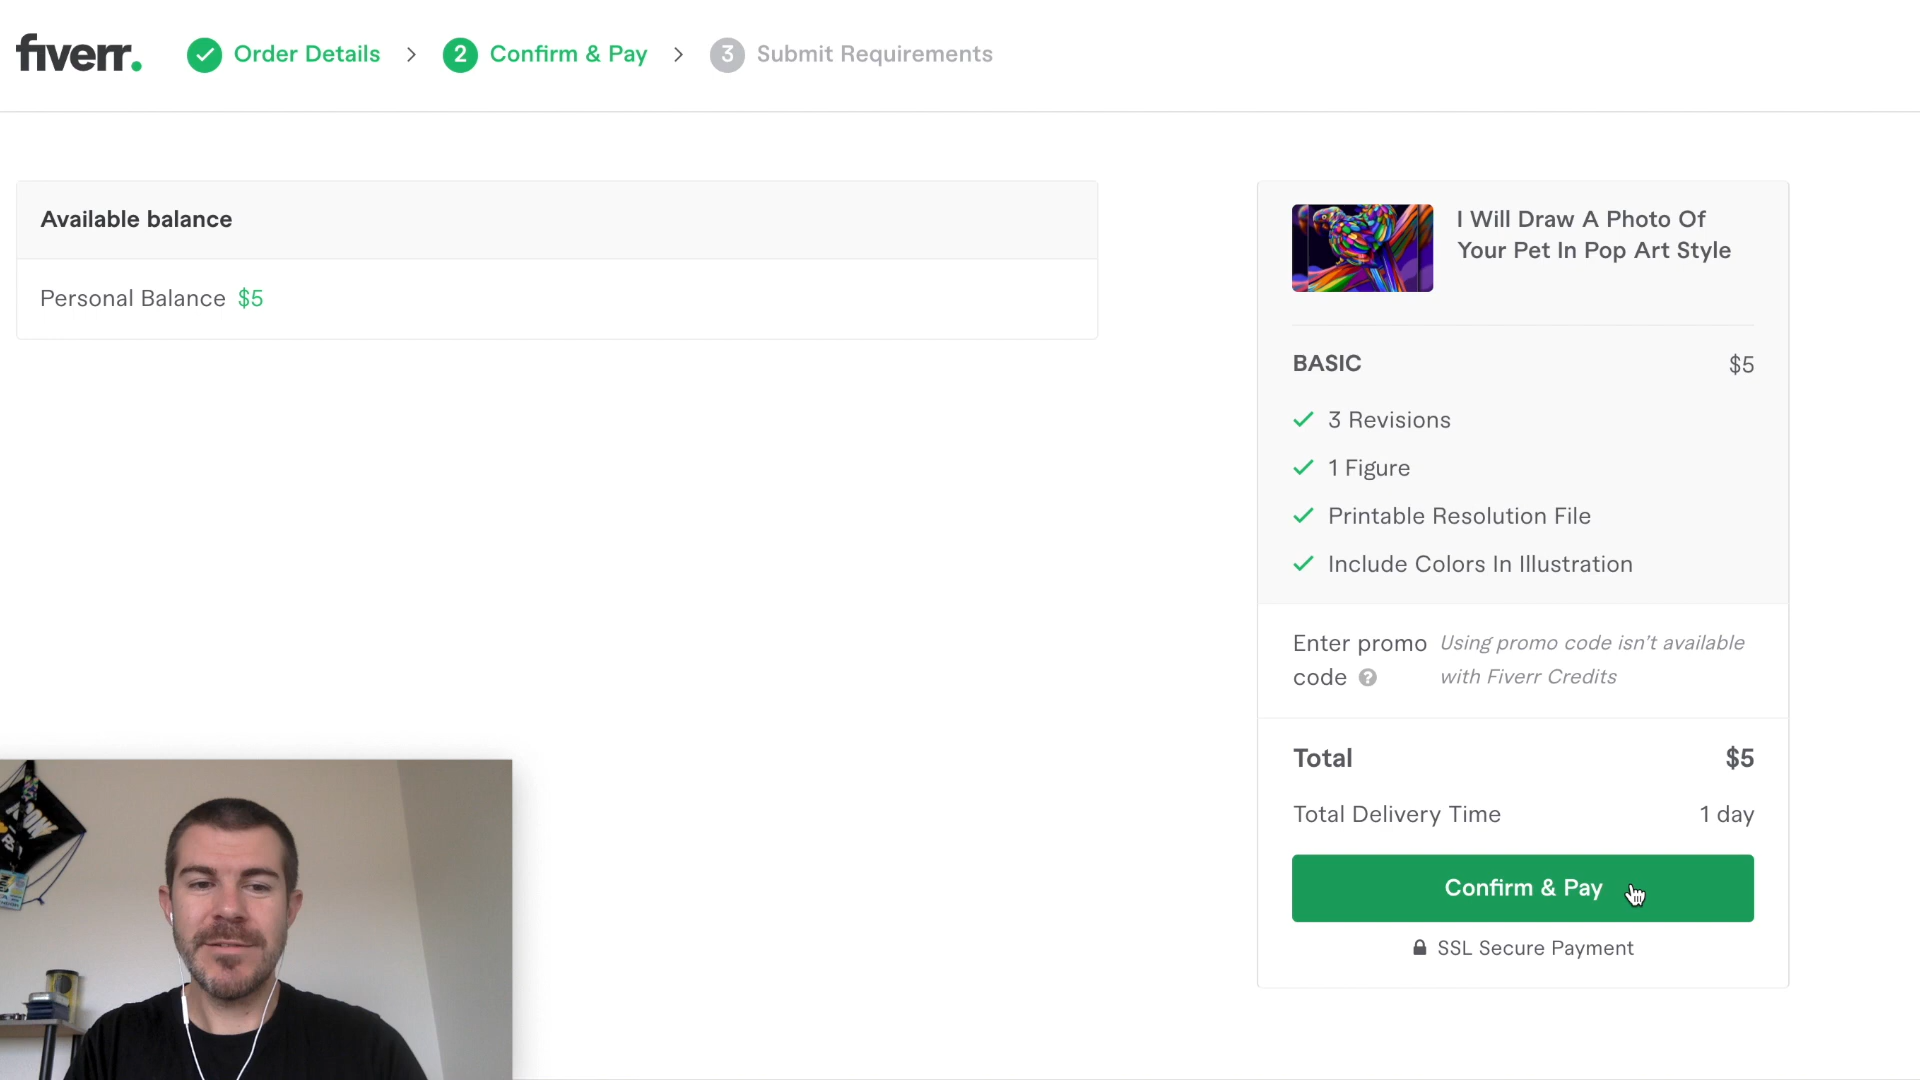 fiverr.
Order Details
2 Confirm & Pay
3 Submit Requirements
Available balance
Personal Balance $5
I Will Draw A Photo Of
Your Pet In Pop Art Style
BASIC $5
3 Revisions
1 Figure
Printable Resolution File
Include Colors In Illustration
Enter promo
code ?
Using promo code isn't available
with Fiverr Credits
Total $5
Total Delivery Time 1 day
Confirm & Pay
SSL Secure Payment